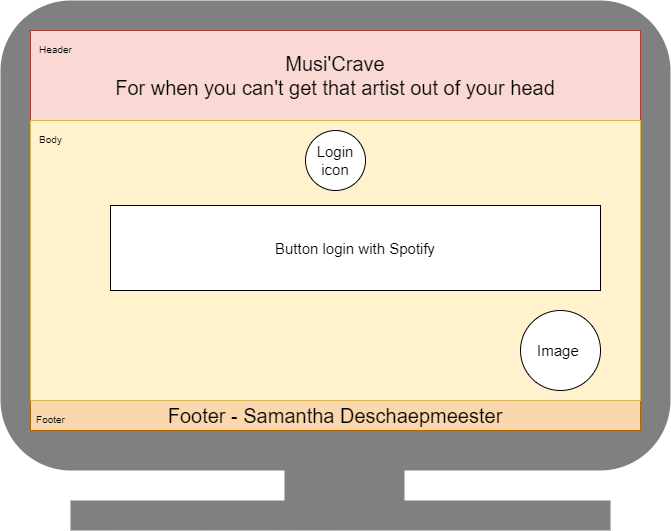 Header
Musi'Crave
For when you can't get that artist out of your head
Body
Login
icon
Button login with Spotify
Image
Footer
Footer - Samantha Deschaepmeester